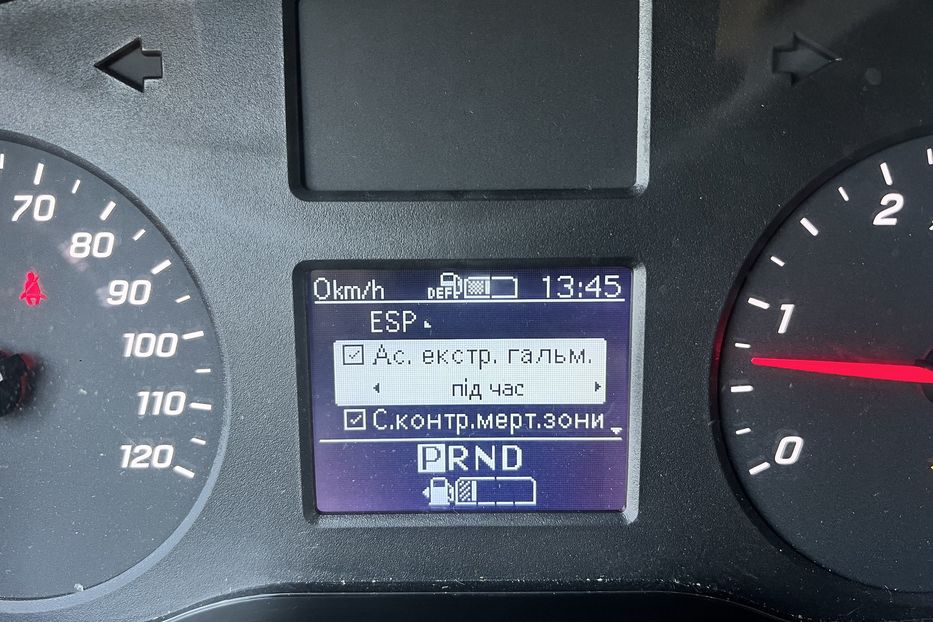 70
80
90
100
110
120
0km/h DEF 13:45
ESP
Ас. екстр. гальм.
під час
С.контр.мерт.зони
PRND
2
1
0